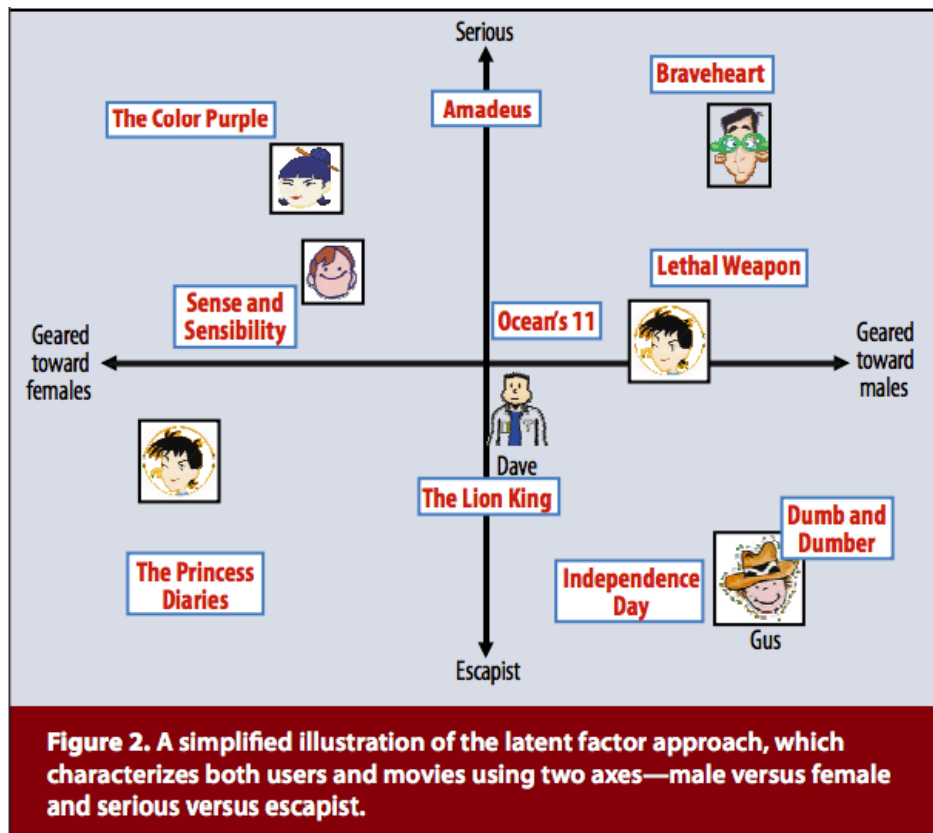 Serious
Braveheart
Amadeus
The Color Purple
Lethal Weapon
Sense and
Sensibility
Ocean's 11
Geared
toward
females
Geared
toward
males
Dave
The Lion King
Dumb and
Dumber
The Princess
Diaries
Independence
Day
Gus
Escapist
Figure 2. A simplified illustration of the latent factor approach, which
characterizes both users and movies using two axes—male versus female
and serious versus escapist.